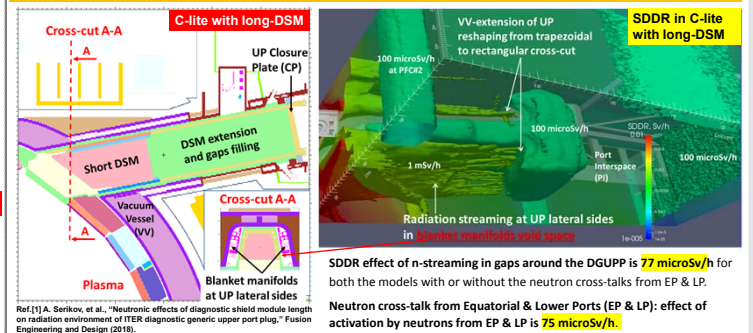 C-lite with long-DSM
Cross-cut A-A
A
UP Closure
Plate (CP)
DSM extension
and gaps filling
Short DSM
Vacuum
Vessel
(VV)
A
Plasma
Cross-cut A-A
Blanket manifolds
at UP lateral sides
Ref.[1] A. Serikov, et al., "Neutronic effects of diagnostic shield module length
on radiation environment of ITER diagnostic generic upper port plug," Fusion
Engineering and Design (2018).
VV-extension of UP
reshaping from trapezoidal
to rectangular cross-cut
SDDR in C-lite
with long-DSM
100 microSv/h
at PFC#2
100 microSv/h
SDDR, Sv/h
0.01
1e-005
Port
Interspace
(PI)
100 microSv/h
1 mSv/h
Radiation streaming at UP lateral sides
in blanket manifolds void space
SDDR effect of n-streaming in gaps around the DGUPP is 77 microSv/h for
both the models with or without the neutron cross-talks from EP & LP.
Neutron cross-talk from Equatorial & Lower Ports (EP & LP): effect of
activation by neutrons from EP & LP is 75 microSv/h.